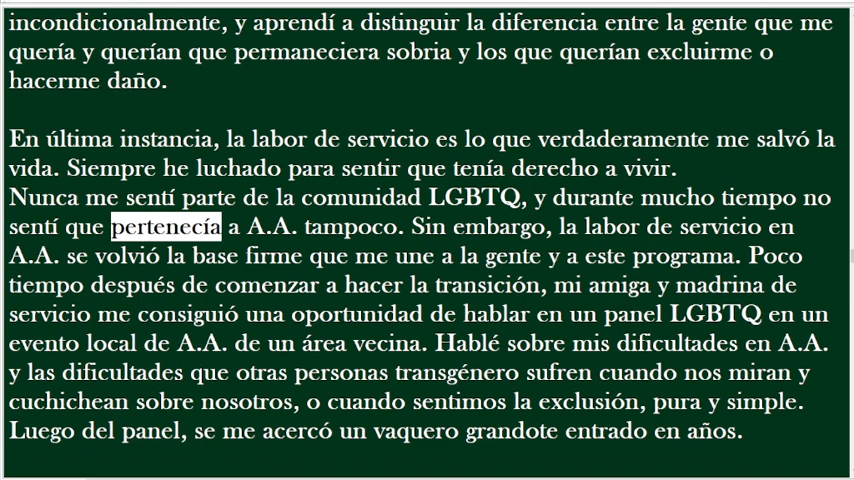 incondicionalmente, y aprendí a distinguir la diferencia entre la gente que me
quería y querían que permaneciera sobria y los que querían excluirme o
hacerme daño.
En última instancia, la labor de servicio es lo que verdaderamente me salvó la
vida. Siempre he luchado para sentir que tenía derecho a vivir.
Nunca me sentí parte de la comunidad LGBTQ, y durante mucho tiempo no
sentí que pertenecía a A.A. tampoco. Sin embargo, la labor de servicio en
A.A. se volvió la base firme que me une a la gente y a este programa. Poco
tiempo después de comenzar a hacer la transición, mi amiga y madrina de
servicio me consiguió una oportunidad de hablar en un panel LGBTQ en un
evento local de A.A. de un área vecina. Hablé sobre mis dificultades en A.A.
y las dificultades que otras personas transgénero sufren cuando nos miran y
cuchichean sobre nosotros, o cuando sentimos la exclusión, pura y simple.
Luego del panel, se me acercó un vaquero grandote entrado en años.